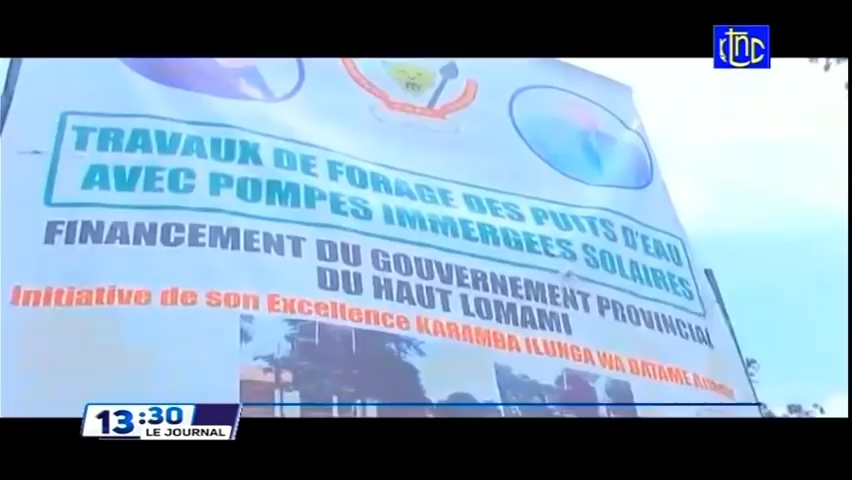 RTNC
TRAVAUX DE FORAGE DES PUITS D'EAU
AVEC POMPES IMMERGEES SOLAIRES
FINANCEMENT DU GOUVERNEMENT PROVINCIAL
DU HAUT LOMAMI
Initiative de son Excellence KARAMBA ILUNGA WA BATAME
13:30
LE JOURNAL